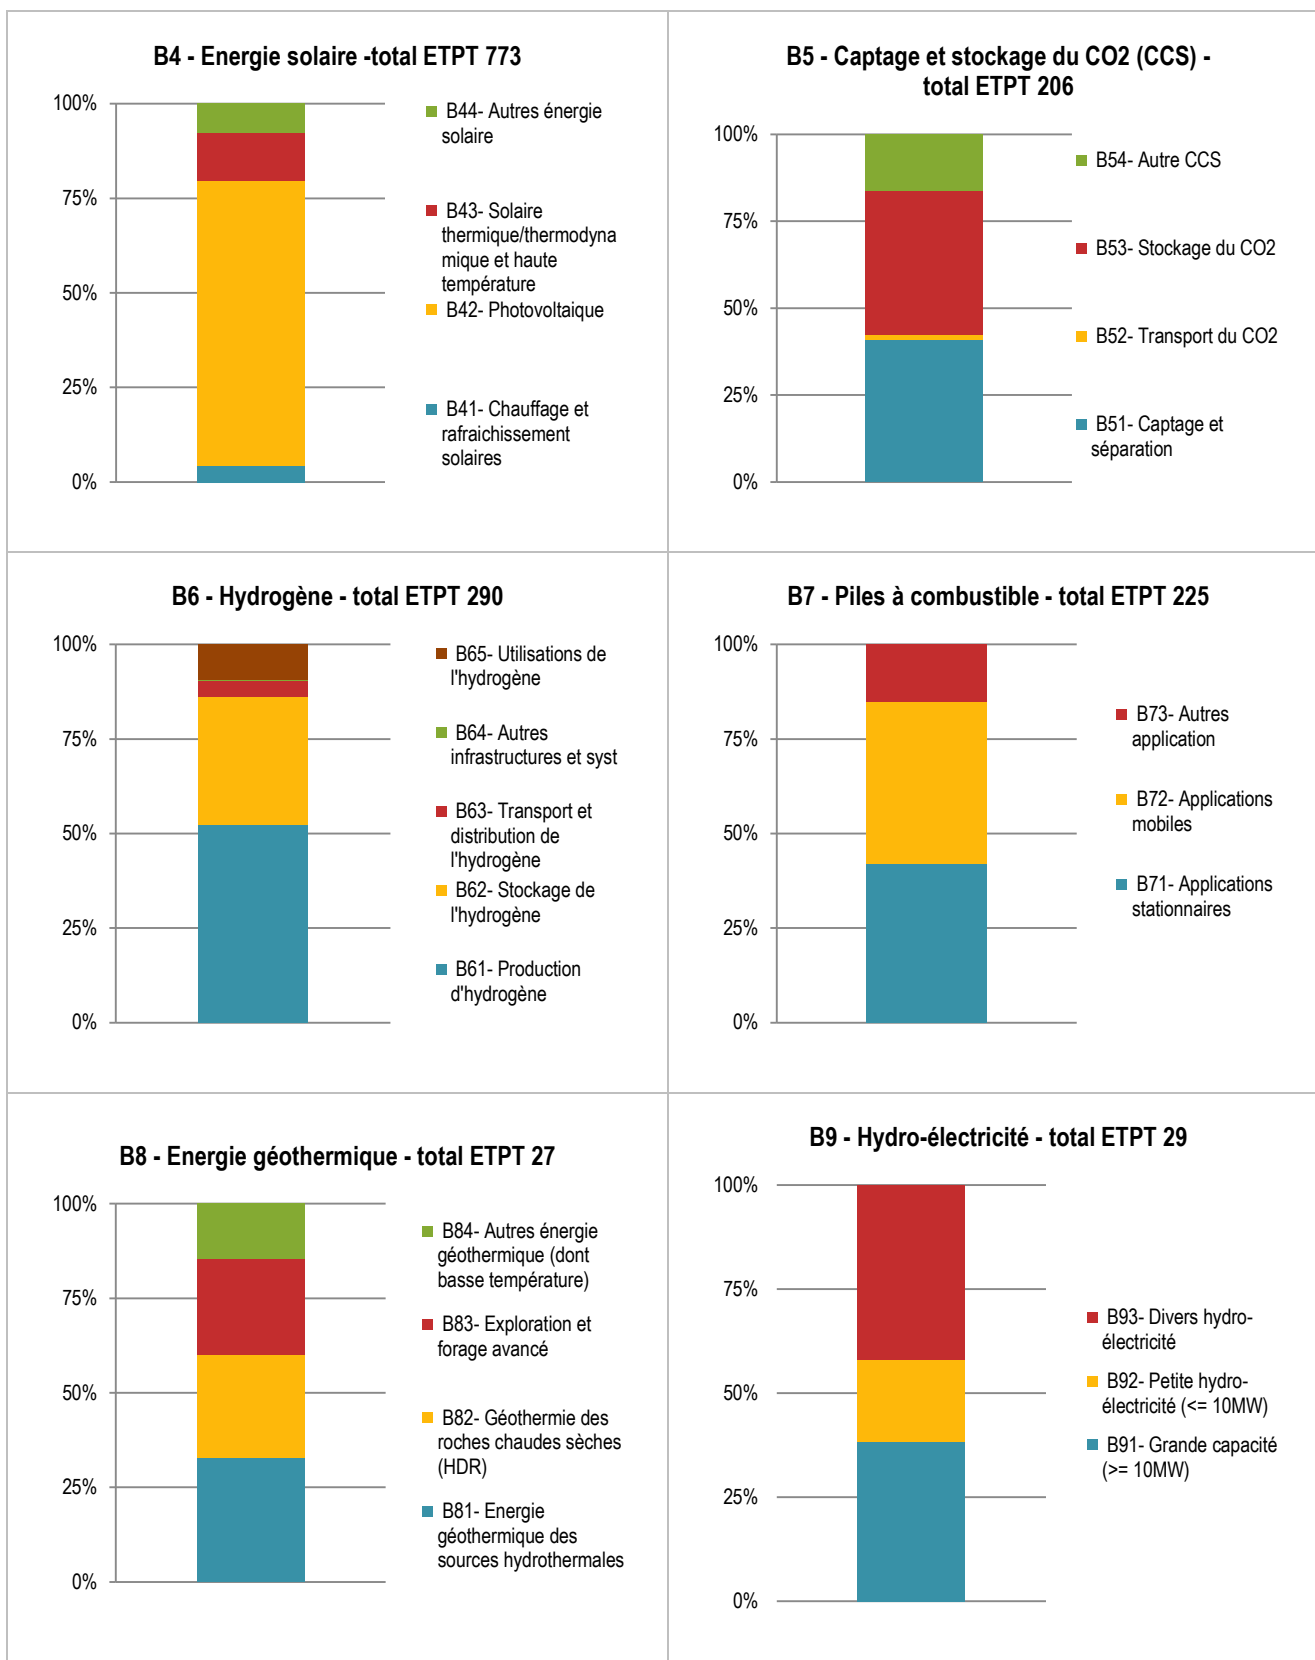 B4 - Energie solaire -total ETPT 773
100%
75%
50%
25%
0%
B44- Autres énergie
solaire
B43- Solaire
thermique/thermodyna
mique et haute
température
B42- Photovoltaique
B41- Chauffage et
rafraichissement
solaires
B5 - Captage et stockage du CO2 (CCS) -
total ETPT 206
100%
75%
50%
25%
0%
B54- Autre CCS
B53- Stockage du CO2
B52- Transport du CO2
B51- Captage et
séparation
B6 - Hydrogène - total ETPT 290
100%
75%
50%
25%
0%
B65- Utilisations de
l'hydrogène
B64- Autres
infrastructures et syst
B63- Transport et
distribution de
l'hydrogène
B62- Stockage de
l'hydrogène
B61- Production
d'hydrogène
B7 - Piles à combustible - total ETPT 225
100%
75%
50%
25%
0%
B73- Autres
application
B72- Applications
mobiles
B71- Applications
stationnaires
B8 - Energie géothermique - total ETPT 27
100%
75%
50%
25%
0%
B84- Autres énergie
géothermique (dont
basse température)
B83- Exploration et
forage avancé
B82- Géothermie des
roches chaudes sèches
(HDR)
B81- Energie
géothermique des
sources hydrothermales
B9 - Hydro-électricité - total ETPT 29
100%
75%
50%
25%
0%
B93- Divers hydro-
électricité
B92- Petite hydro-
électricité (<= 10MW)
B91- Grande capacité
(>= 10MW)